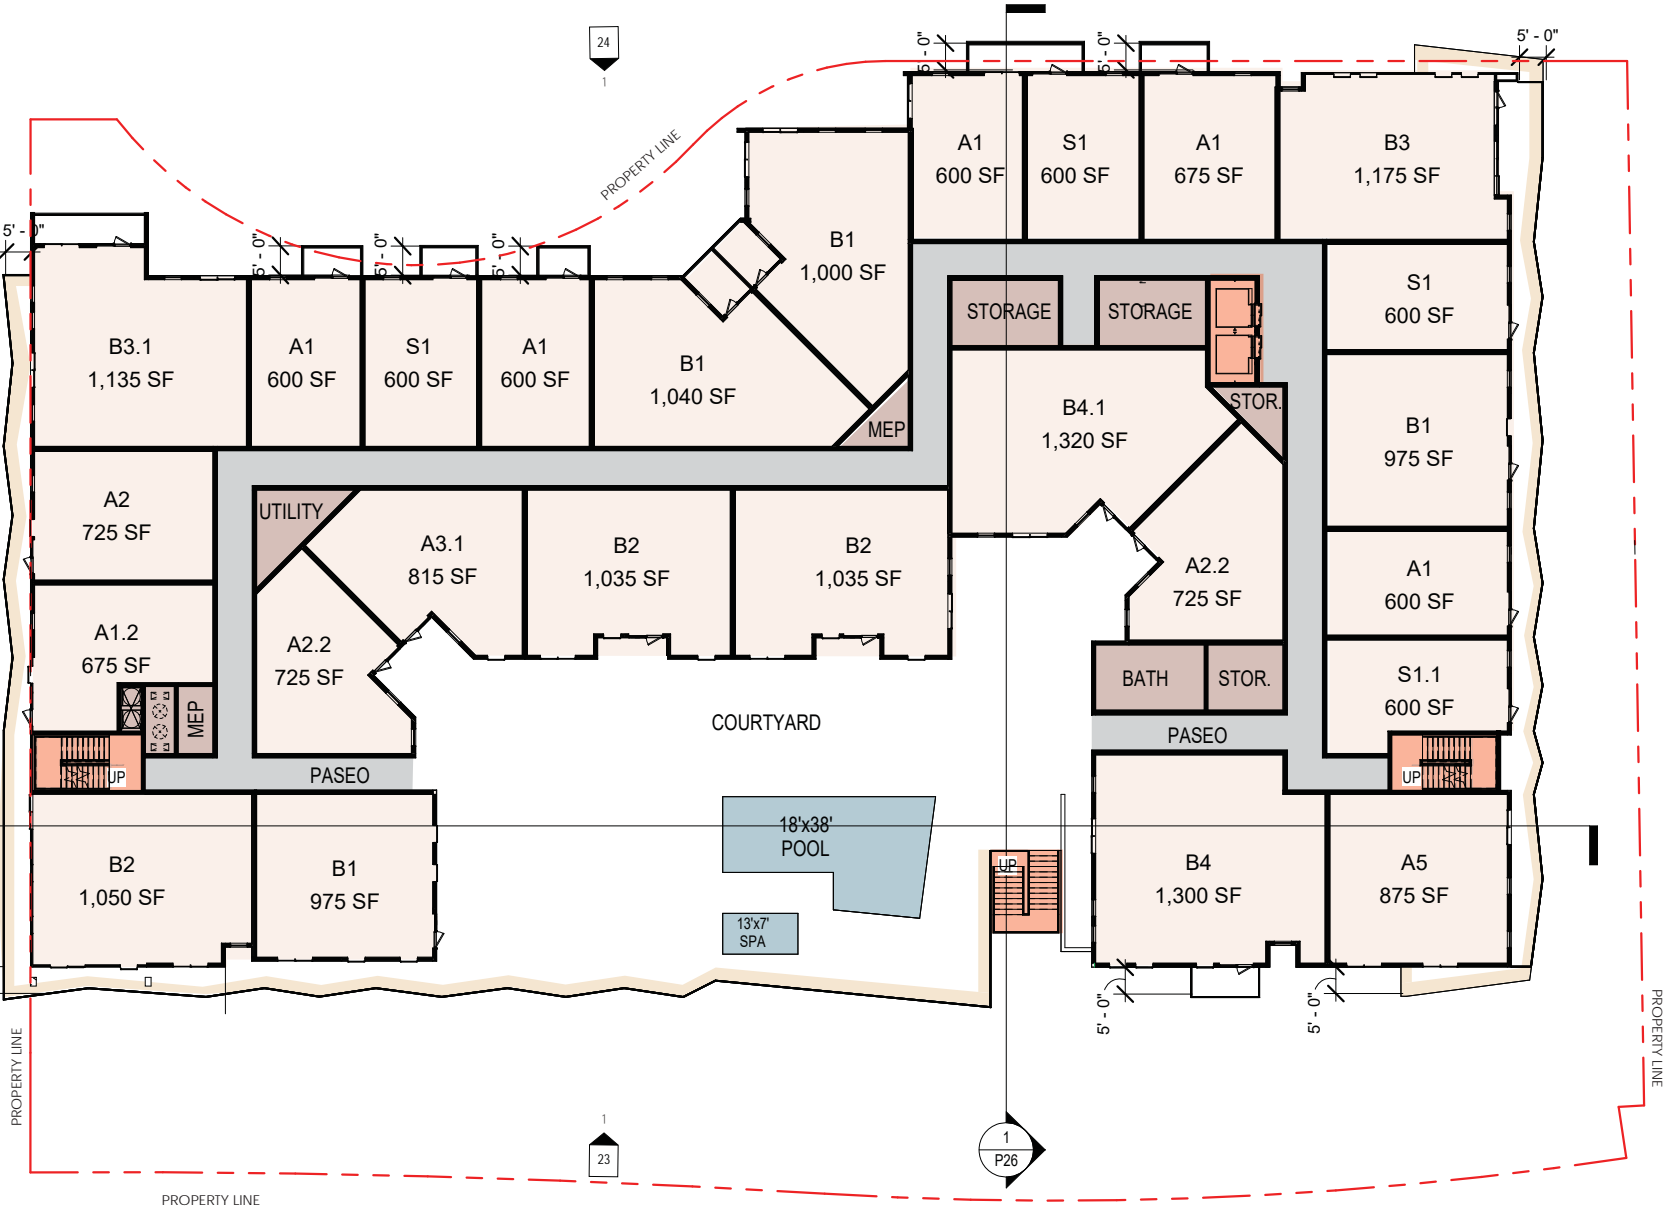 24
1
5' - 0"
5' - 0"
5' - 0"
PROPERTY LINE
A1
600 SF
S1
600 SF
A1
675 SF
B3
1,175 SF
5' - 0"
5' - 0"
5' - 0"
5' - 0"
B1
1,000 SF
S1
600 SF
STORAGE
STORAGE
B3.1
1,135 SF
A1
600 SF
S1
600 SF
A1
600 SF
B1
1,040 SF
MEP
B4.1
1,320 SF
STOR.
B1
975 SF
A2
725 SF
UTILITY
A3.1
815 SF
B2
1,035 SF
B2
1,035 SF
A2.2
725 SF
A1
600 SF
A1.2
675 SF
A2.2
725 SF
MEP
BATH
STOR.
S1.1
600 SF
COURTYARD
PASEO
UP
PASEO
UP
18'x38'
POOL
B2
1,050 SF
B1
975 SF
UP
B4
1,300 SF
A5
875 SF
13'x7'
SPA
5' - 0"
5' - 0"
PROPERTY LINE
PROPERTY LINE
1
23
1
P26
PROPERTY LINE